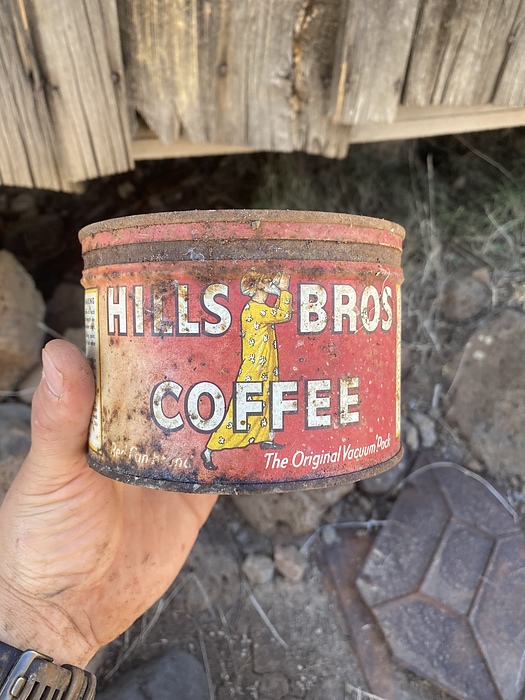 HILLS BROS
COFFEE
The Original Vacuum Pack